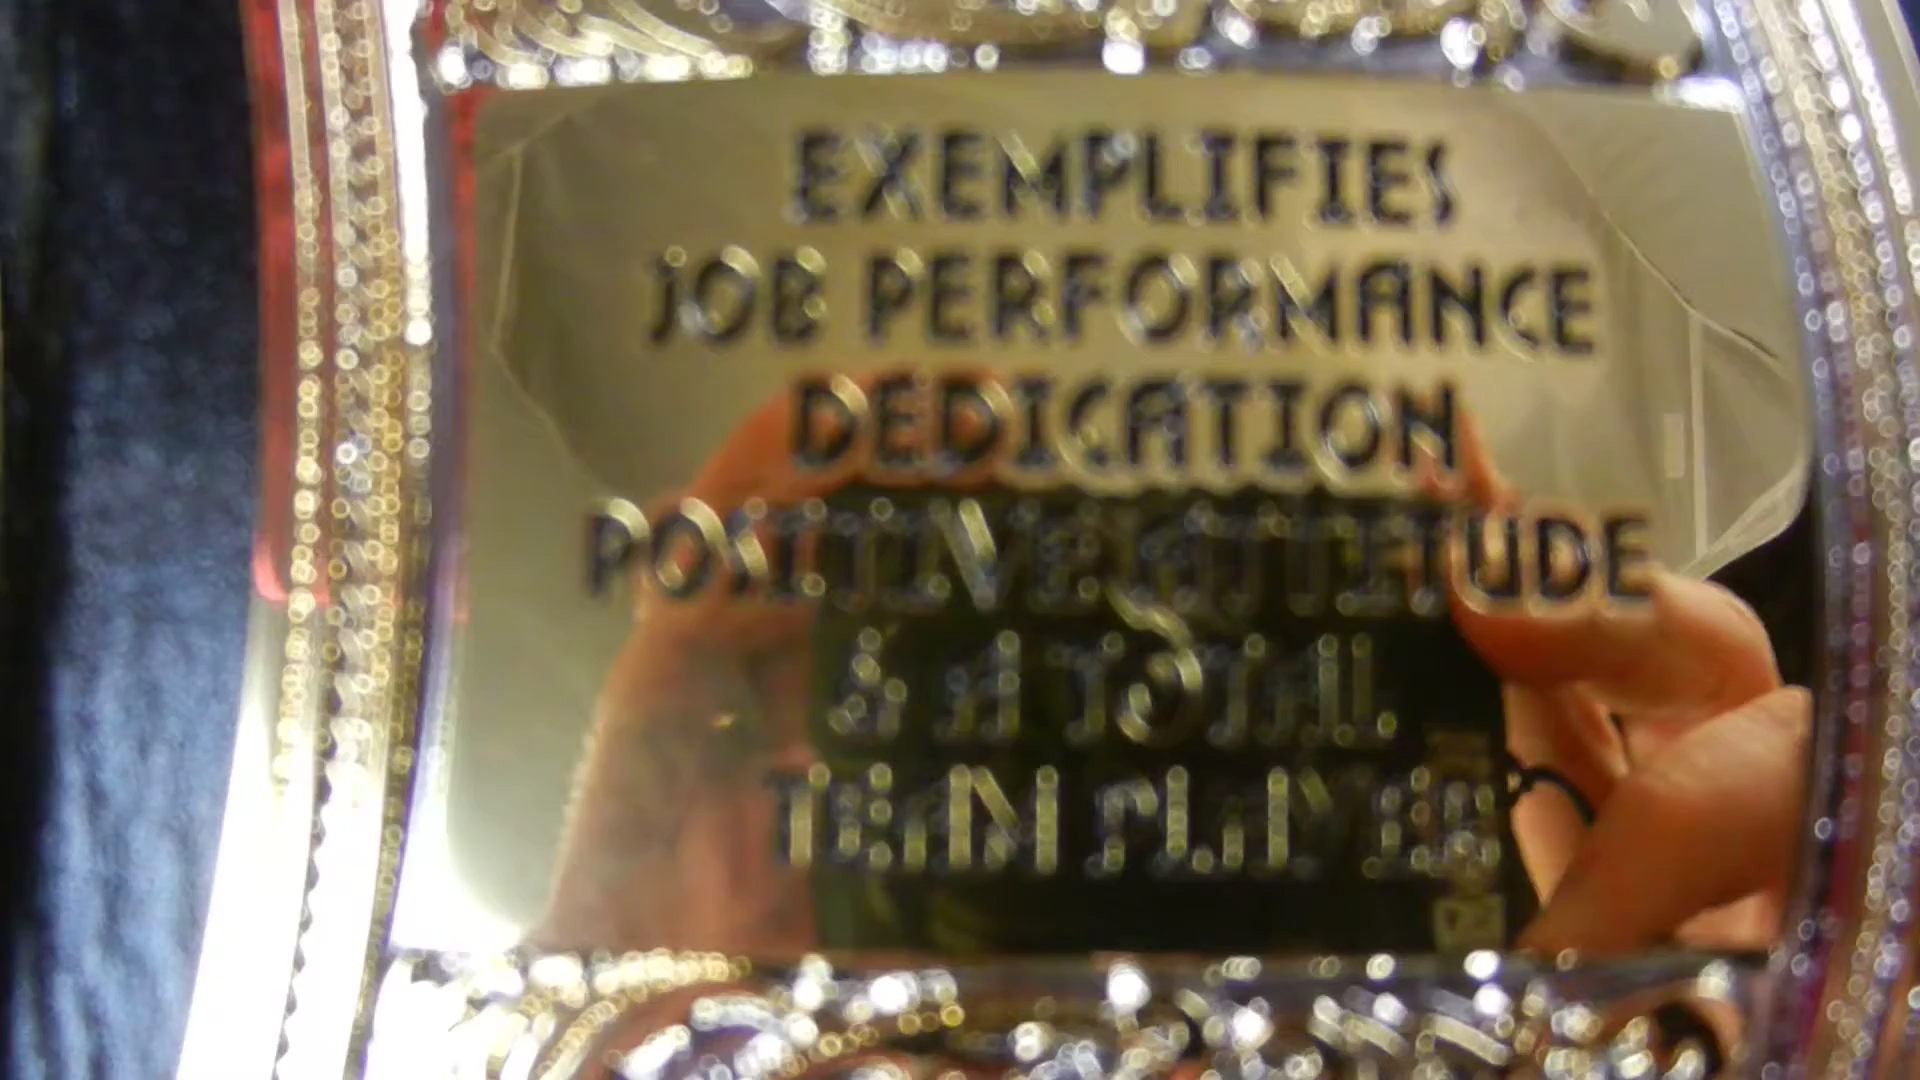 EXEMPLIFIES
JOB PERFORMANCE
DEDICATION
POSITIVE ATTITUDE
& A TOTAL
TEAM PLAYER